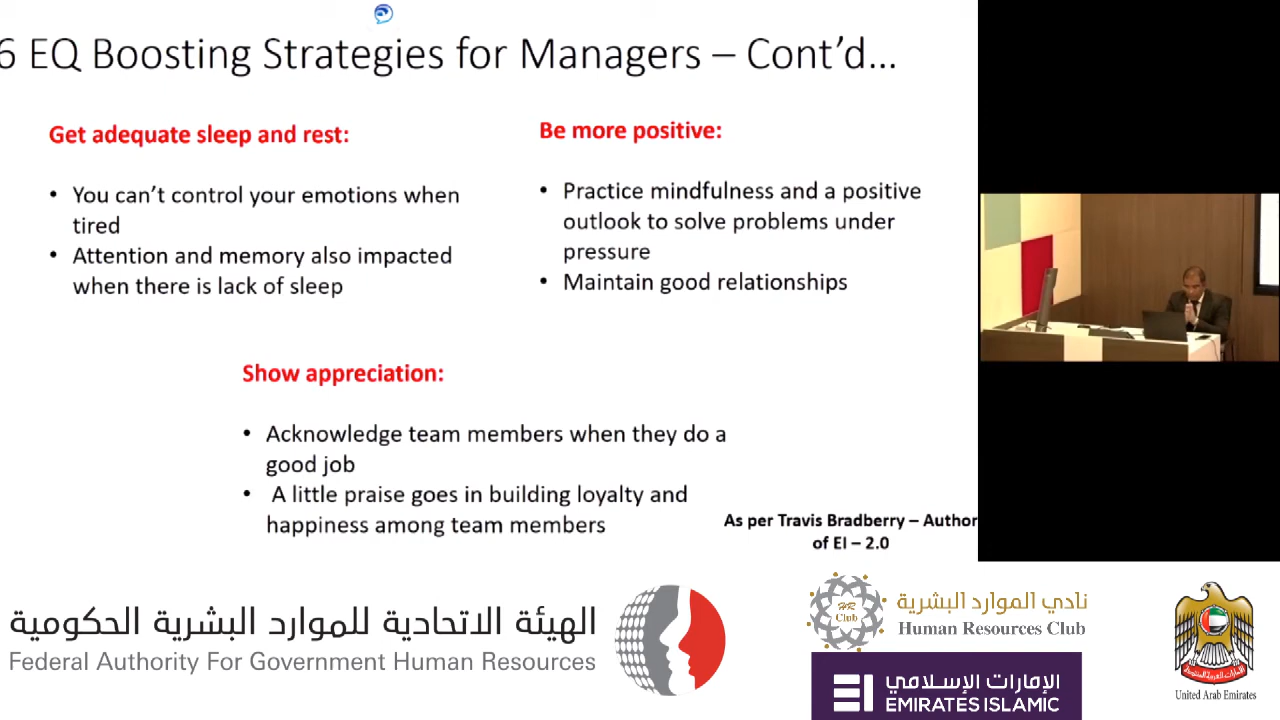 6 EQ Boosting Strategies for Managers – Cont'd...
Get adequate sleep and rest:
• You can't control your emotions when
tired
• Attention and memory also impacted
when there is lack of sleep
Be more positive:
• Practice mindfulness and a positive
outlook to solve problems under
pressure
• Maintain good relationships
Show appreciation:
• Acknowledge team members when they do a
good job
• A little praise goes in building loyalty and
happiness among team members
As per Travis Bradberry – Author
of EI – 2.0
الهيئة الاتحادية للموارد البشرية الحكومية
Federal Authority For Government Human Resources
HR
Club
نادي الموارد البشرية
Human Resources Club
الإمارات الإسلامي
EMIRATES ISLAMIC
United Arab Emirates